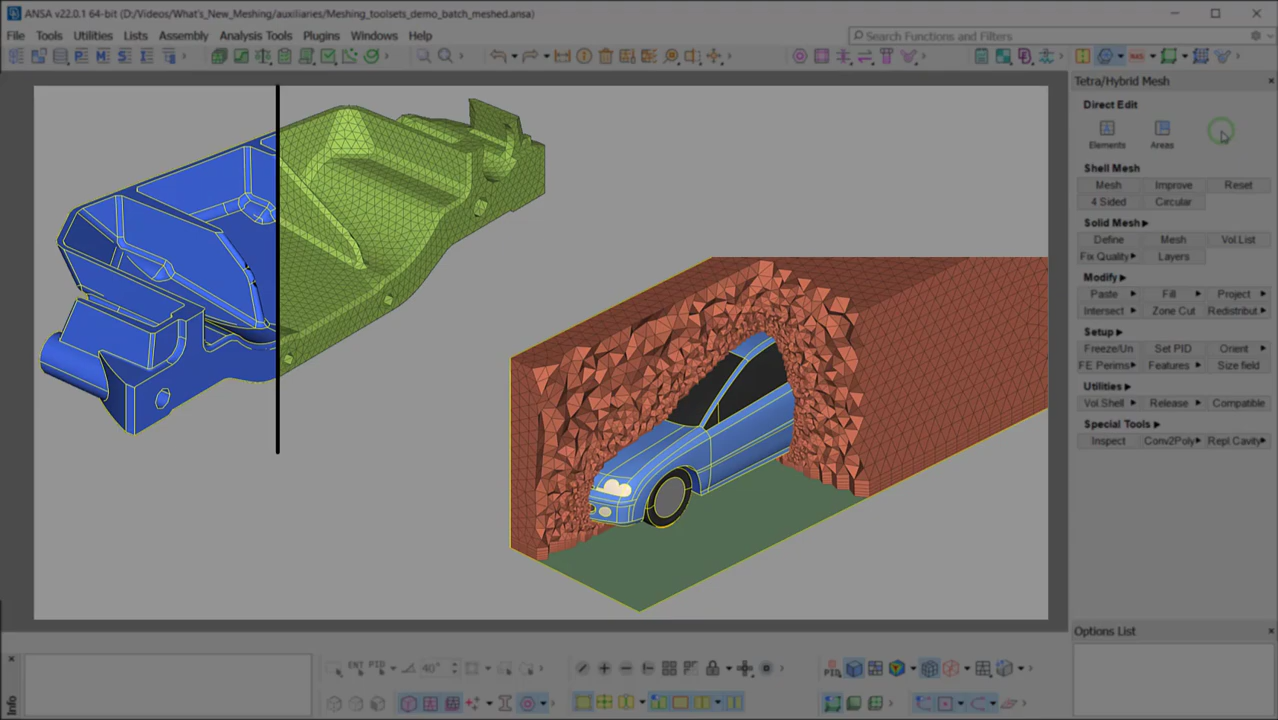 ANSA v22.0.1 64-bit (D:/Videos/What's_New_Meshing/auxiliaries/Meshing_toolsets_demo_batch_meshed.ansa)
File Tools Utilities Lists Assembly Analysis Tools Plugins Windows Help
Search Functions and Filters
Tetra/Hybrid Mesh
Direct Edit
Elements Areas
Shell Mesh
Mesh Improve Reset
4 Sided Circular
Solid Mesh
Define Mesh Vol.List
Fix Quality Layers
Modify
Paste Fill Project
Intersect Zone Cut Redistribut
Setup
Freeze/Un Set PID Orient
FE Perims Features Size field
Utilities
Vol.Shell Release Compatible
Special Tools
Inspect Conv2Poly Repl Cavity
Options List
ENT PID 40° PID
Info